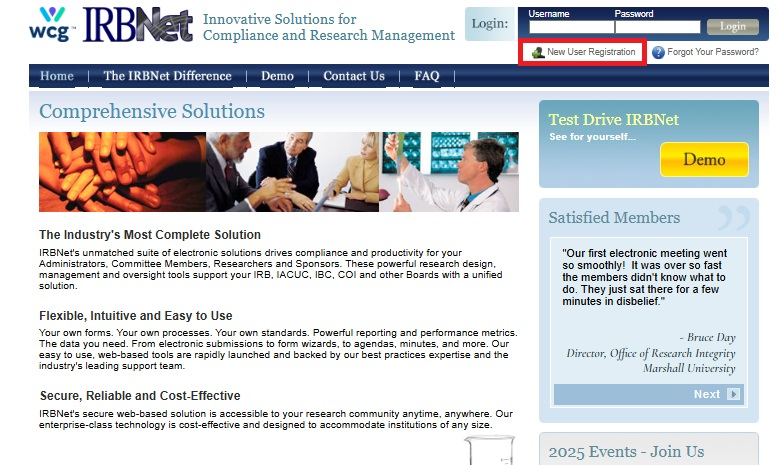 wcg IRBNet
Innovative Solutions for
Compliance and Research Management
Login:
Username Password
Login
New User Registration Forgot Your Password?
Home The IRBNet Difference Demo Contact Us FAQ
Comprehensive Solutions
The Industry's Most Complete Solution
IRBNet's unmatched suite of electronic solutions drives compliance and productivity for your
Administrators, Committee Members, Researchers and Sponsors. These powerful research design,
management and oversight tools support your IRB, IACUC, IBC, COI and other Boards with a unified
solution.
Flexible, Intuitive and Easy to Use
Your own forms. Your own processes. Your own standards. Powerful reporting and performance metrics.
The data you need. From electronic submissions to form wizards, to agendas, minutes, and more. Our
easy to use, web-based tools are rapidly launched and backed by our best practices expertise and the
industry's leading support team.
Secure, Reliable and Cost-Effective
IRBNet's secure web-based solution is accessible to your research community anytime, anywhere. Our
enterprise-class technology is cost-effective and designed to accommodate institutions of any size.
Test Drive IRBNet
See for yourself...
Demo
Satisfied Members
"Our first electronic meeting went
so smoothly! It was over so fast
the members didn't know what to
do. They just sat there for a few
minutes in disbelief."
- Bruce Day
Director, Office of Research Integrity
Marshall University
Next
2025 Events - Join Us